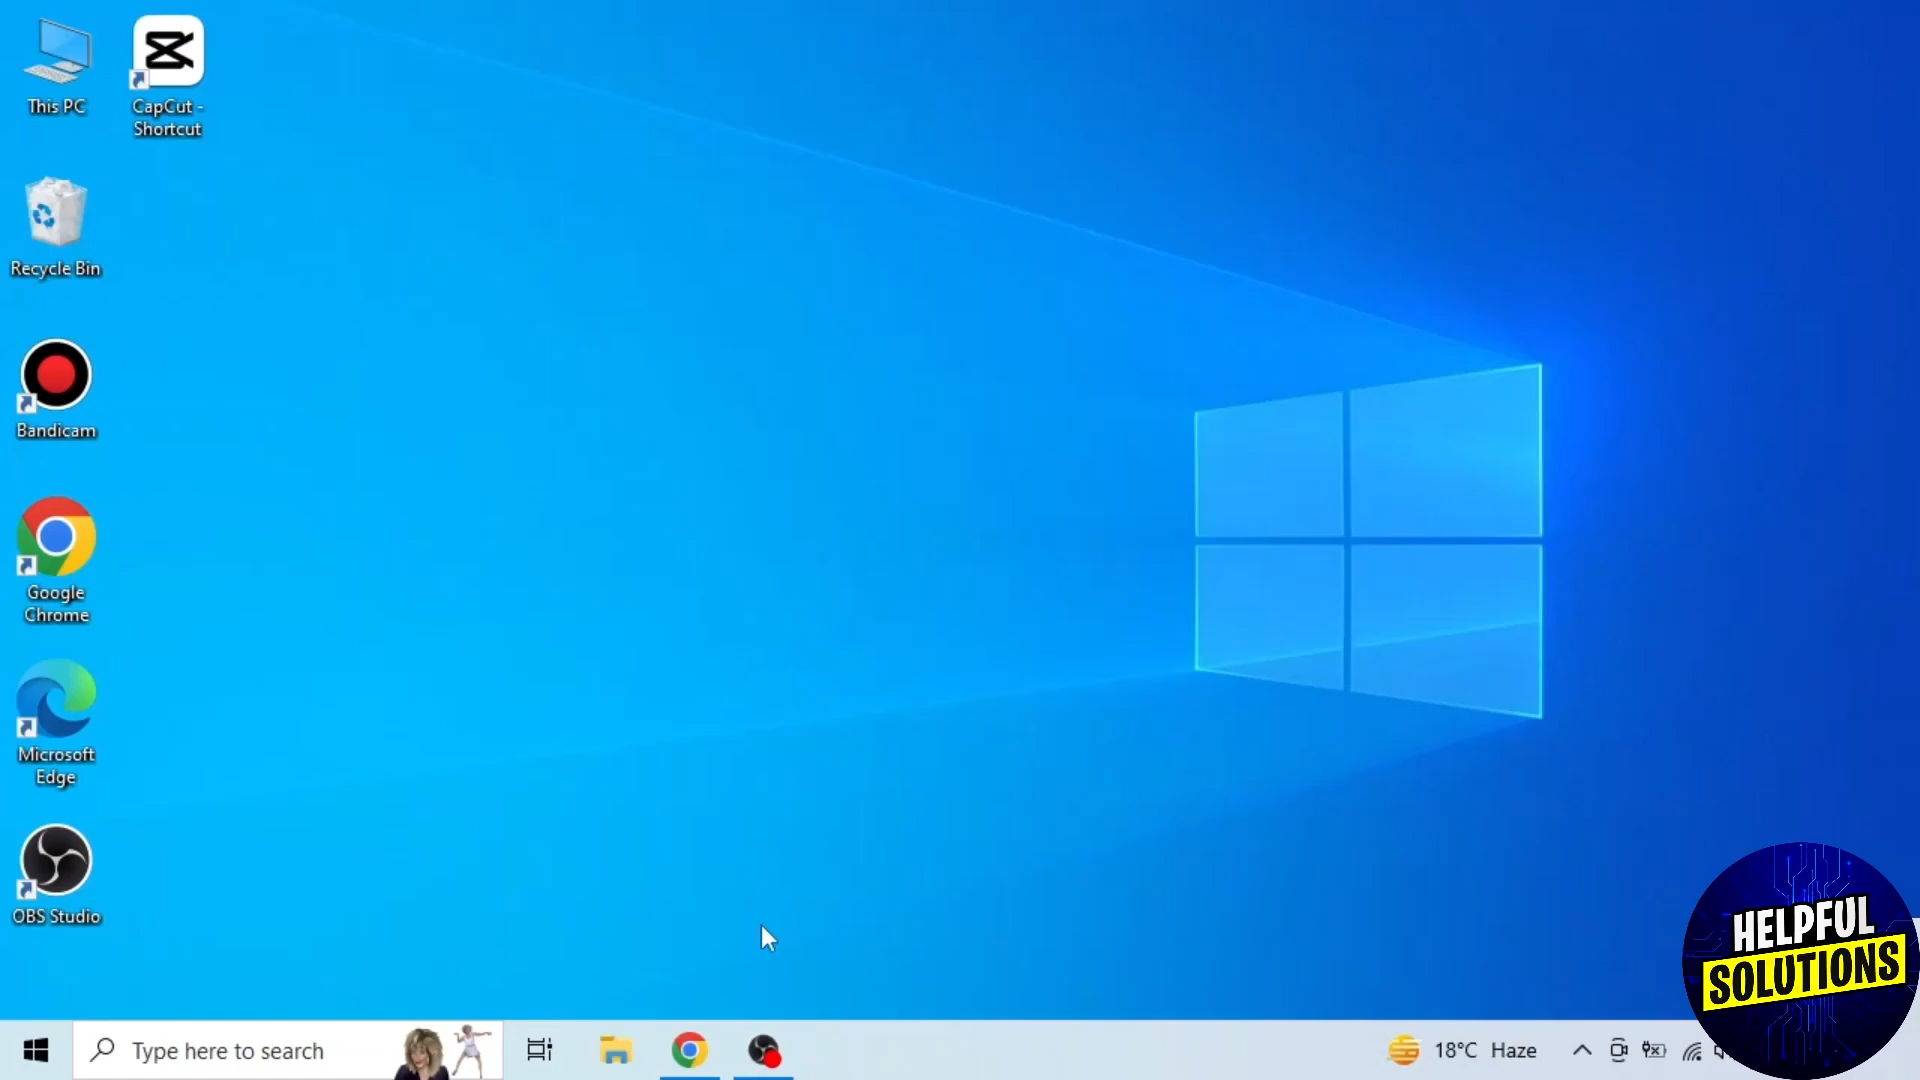 This PC
CapCut -
Shortcut
Recycle Bin
Bandicam
Google
Chrome
Microsoft
Edge
OBS Studio
HELPFUL
SOLUTIONS
Type here to search
18°C Haze